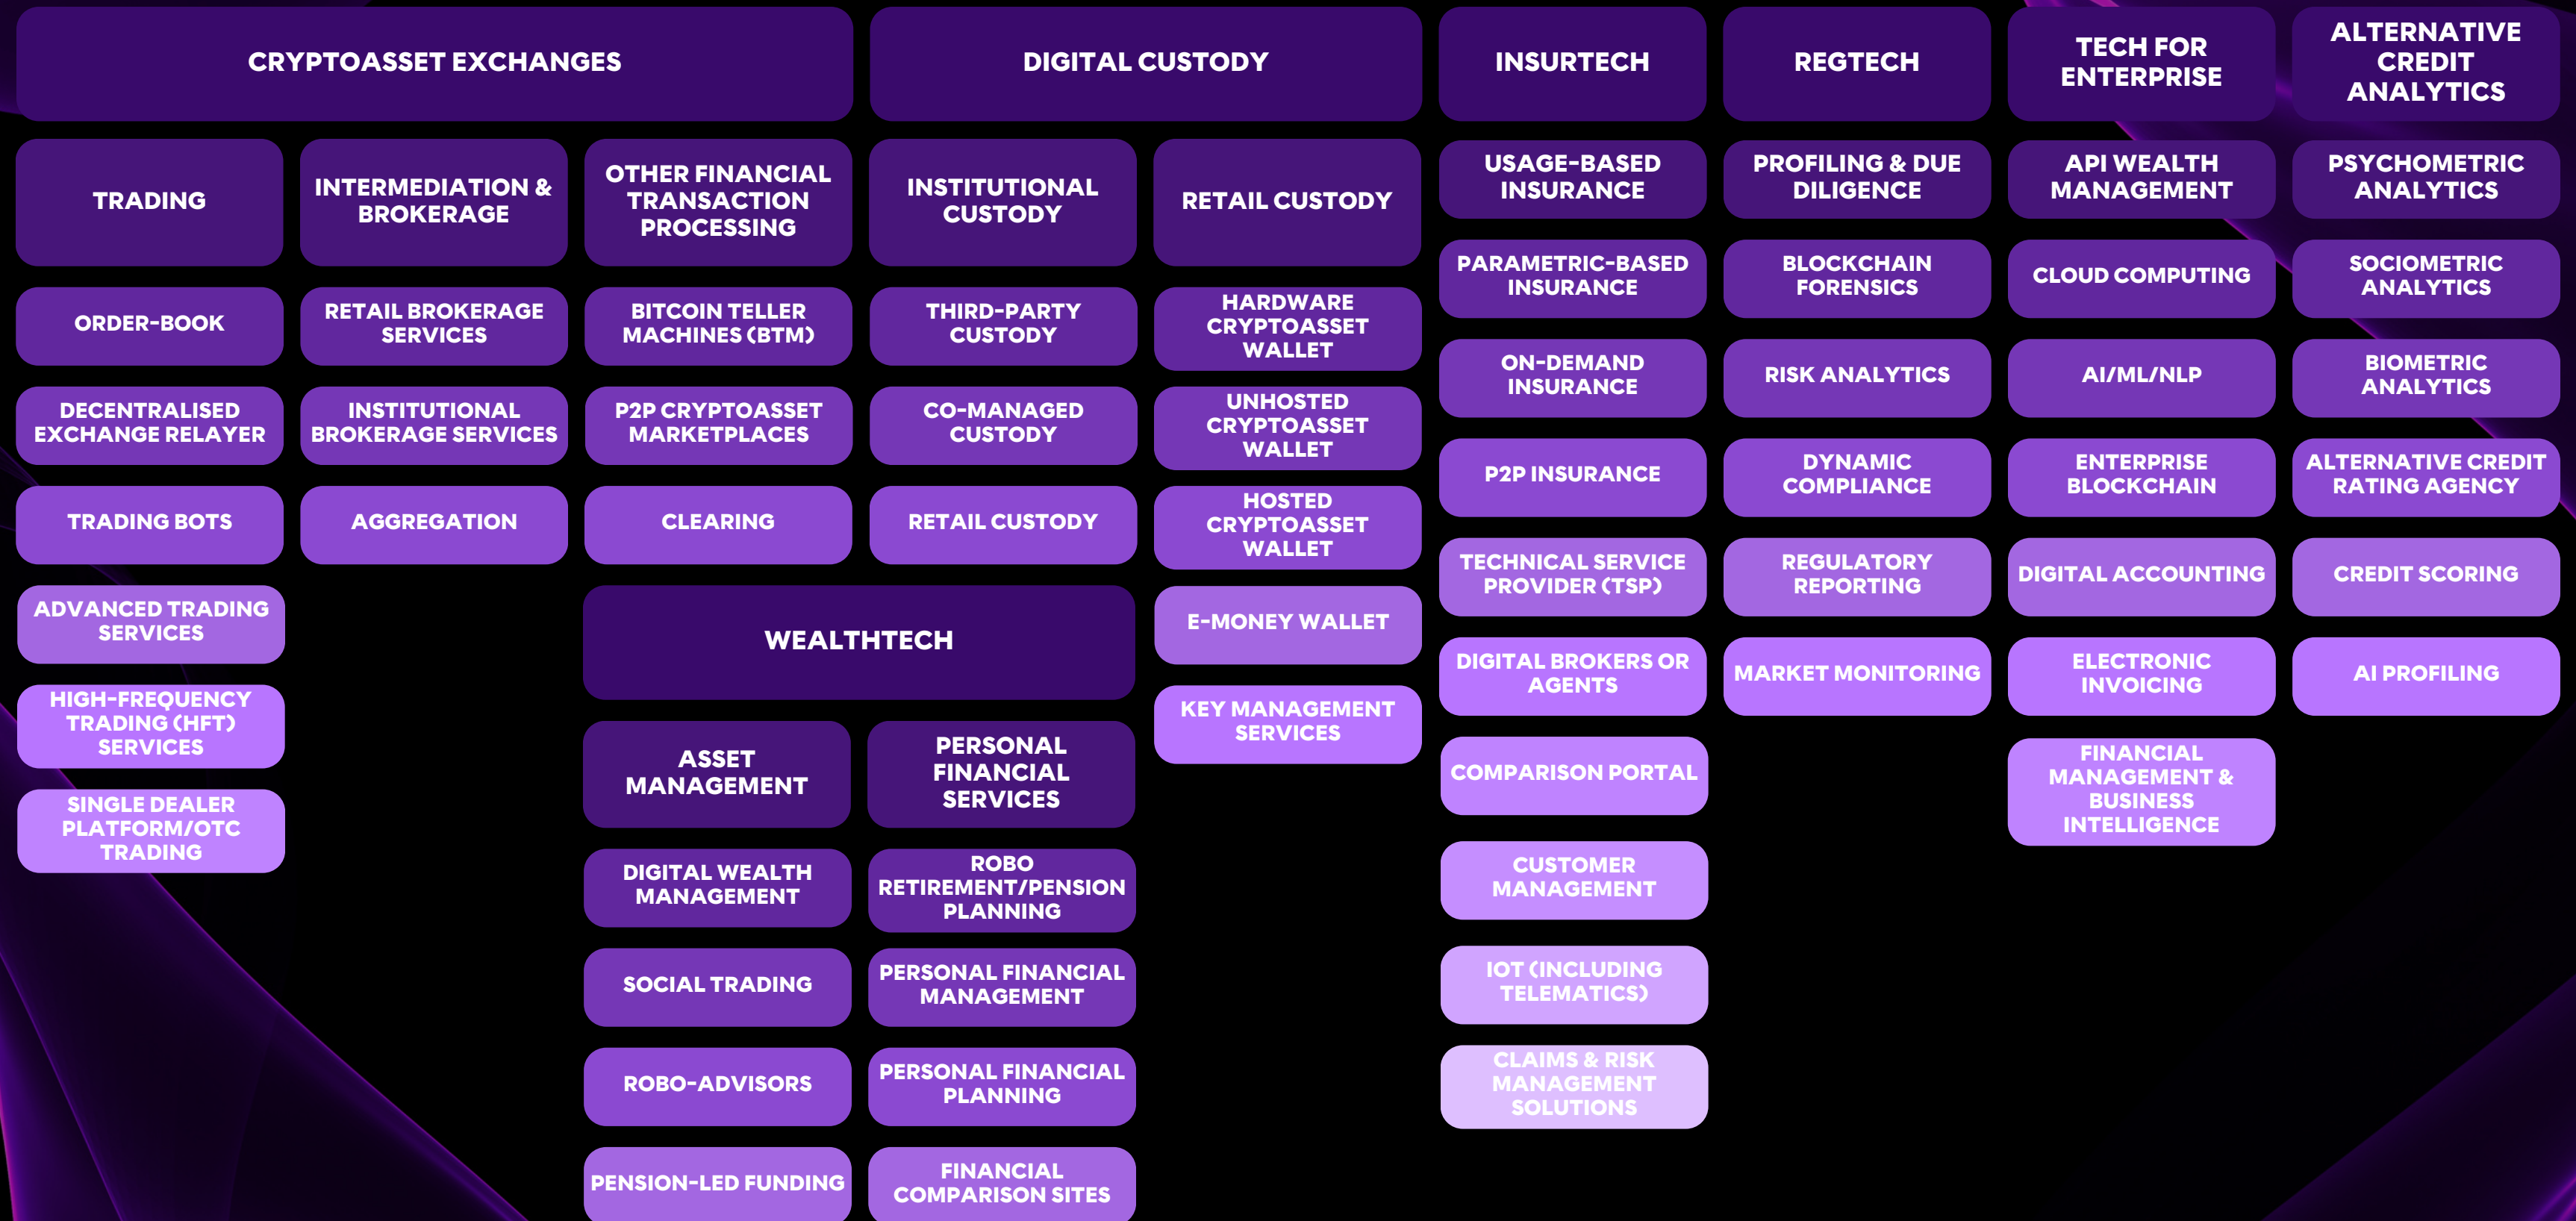 CRYPTOASSET EXCHANGES
TRADING
ORDER-BOOK
DECENTRALISED
EXCHANGE RELAYER
TRADING BOTS
ADVANCED TRADING
SERVICES
HIGH-FREQUENCY
TRADING (HFT)
SERVICES
SINGLE DEALER
PLATFORM/OTC
TRADING
INTERMEDIATION &
BROKERAGE
RETAIL BROKERAGE
SERVICES
INSTITUTIONAL
BROKERAGE SERVICES
AGGREGATION
OTHER FINANCIAL
TRANSACTION
PROCESSING
BITCOIN TELLER
MACHINES (BTM)
P2P CRYPTOASSET
MARKETPLACES
CLEARING
DIGITAL CUSTODY
INSTITUTIONAL
CUSTODY
THIRD-PARTY
CUSTODY
CO-MANAGED
CUSTODY
RETAIL CUSTODY
RETAIL CUSTODY
HARDWARE
CRYPTOASSET
WALLET
UNHOSTED
CRYPTOASSET
WALLET
HOSTED
CRYPTOASSET
WALLET
E-MONEY WALLET
KEY MANAGEMENT
SERVICES
WEALTHTECH
ASSET
MANAGEMENT
DIGITAL WEALTH
MANAGEMENT
SOCIAL TRADING
ROBO-ADVISORS
PENSION-LED FUNDING
PERSONAL
FINANCIAL
SERVICES
ROBO
RETIREMENT/PENSION
PLANNING
PERSONAL FINANCIAL
MANAGEMENT
PERSONAL FINANCIAL
PLANNING
FINANCIAL
COMPARISON SITES
INSURTECH
USAGE-BASED
INSURANCE
PARAMETRIC-BASED
INSURANCE
ON-DEMAND
INSURANCE
P2P INSURANCE
TECHNICAL SERVICE
PROVIDER (TSP)
DIGITAL BROKERS OR
AGENTS
COMPARISON PORTAL
CUSTOMER
MANAGEMENT
IOT (INCLUDING
TELEMATICS)
CLAIMS & RISK
MANAGEMENT
SOLUTIONS
REGTECH
PROFILING & DUE
DILIGENCE
BLOCKCHAIN
FORENSICS
RISK ANALYTICS
DYNAMIC
COMPLIANCE
REGULATORY
REPORTING
MARKET MONITORING
TECH FOR
ENTERPRISE
API WEALTH
MANAGEMENT
CLOUD COMPUTING
AI/ML/NLP
ENTERPRISE
BLOCKCHAIN
DIGITAL ACCOUNTING
ELECTRONIC
INVOICING
FINANCIAL
MANAGEMENT &
BUSINESS
INTELLIGENCE
ALTERNATIVE
CREDIT
ANALYTICS
PSYCHOMETRIC
ANALYTICS
SOCIOMETRIC
ANALYTICS
BIOMETRIC
ANALYTICS
ALTERNATIVE CREDIT
RATING AGENCY
CREDIT SCORING
AI PROFILING